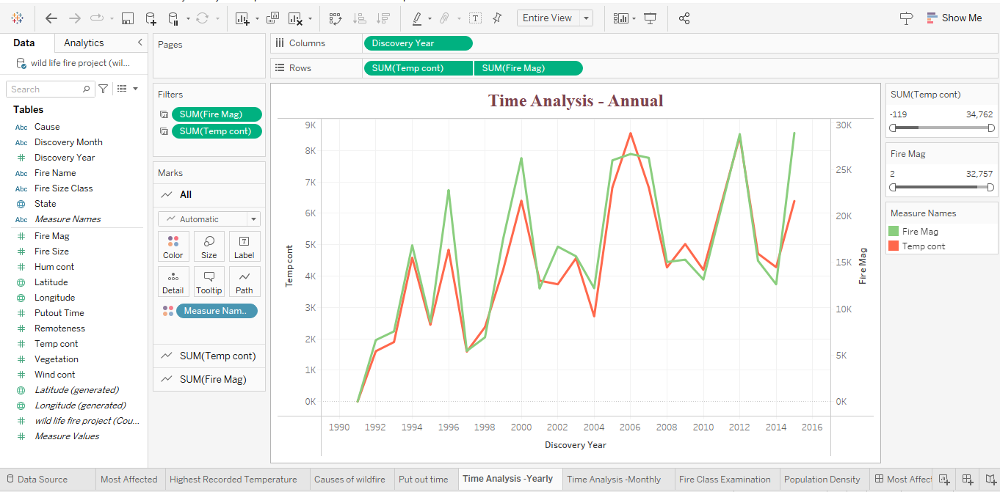 Entire View
Show Me
Data
Analytics
wild life fire project (wil...
Search
Tables
Abc Cause
Abc Discovery Month
Discovery Year
Abc Fire Name
Abc Fire Size Class
State
Abc Measure Names
Fire Mag
Fire Size
Hum cont
Latitude
Longitude
Putout Time
Remoteness
Temp cont
Vegetation
Wind cont
Latitude (generated)
Longitude (generated)
wild life fire project (Cou...
Measure Values
Pages
Filters
SUM(Fire Mag)
SUM(Temp cont)
Marks
All
Automatic
Color
Size
Label
Detail
Tooltip
Path
Measure Nam..
SUM(Temp cont)
SUM(Fire Mag)
Columns
Discovery Year
Rows
SUM(Temp cont)
SUM(Fire Mag)
Time Analysis - Annual
Temp cont
9K
8K
7K
6K
5K
4K
3K
2K
1K
0K
30K
25K
20K
15K
10K
5K
0K
Fire Mag
1990 1992 1994 1996 1998 2000 2002 2004 2006 2008 2010 2012 2014 2016
Discovery Year
SUM(Temp cont)
-119 34,762
Fire Mag
2 32,757
Measure Names
Fire Mag
Temp cont
Data Source
Most Affected
Highest Recorded Temperature
Causes of wildfire
Put out time
Time Analysis -Yearly
Time Analysis -Monthly
Fire Class Examination
Population Density
Most Affect